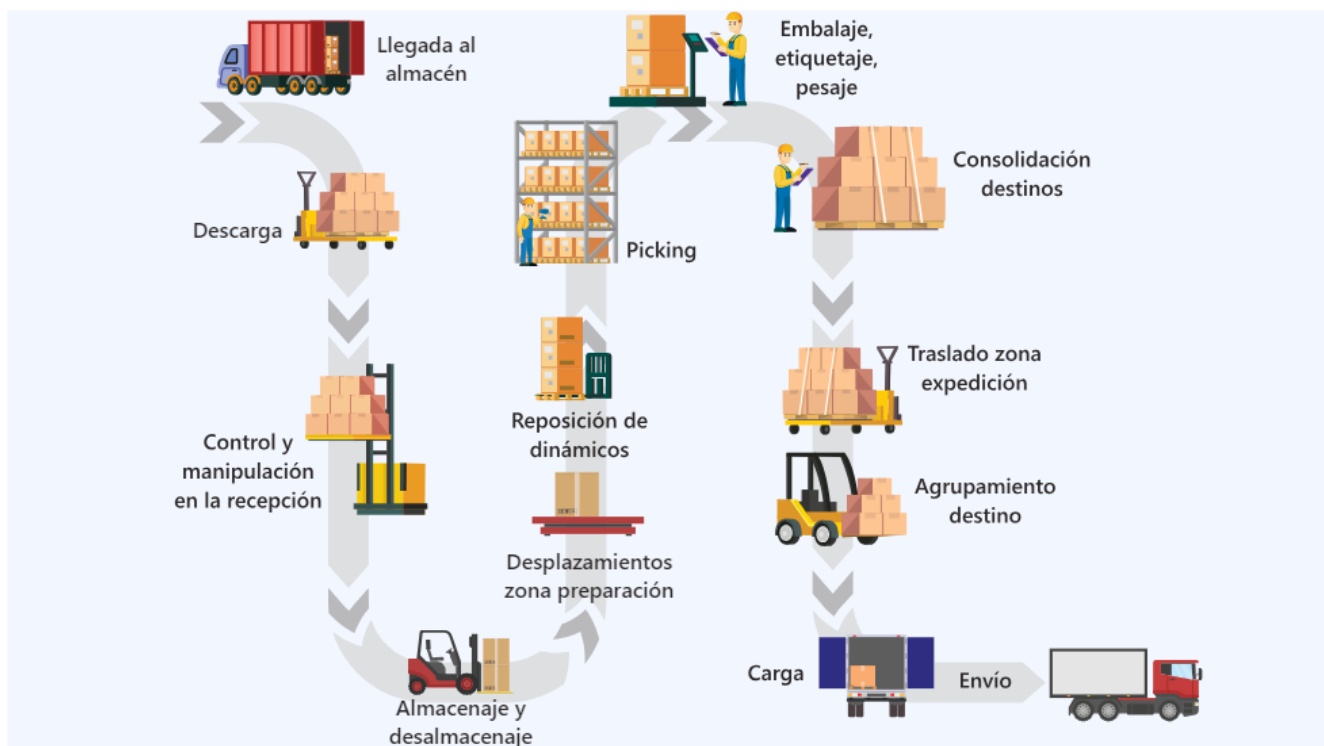 Llegada al
almacén
Descarga
Control y
manipulación
en la recepción
Almacenaje y
desalmacenaje
Desplazamientos
zona preparación
Reposición de
dinámicos
Picking
Embalaje,
etiquetaje,
pesaje
Consolidación
destinos
Traslado zona
expedición
Agrupamiento
destino
Carga
Envío